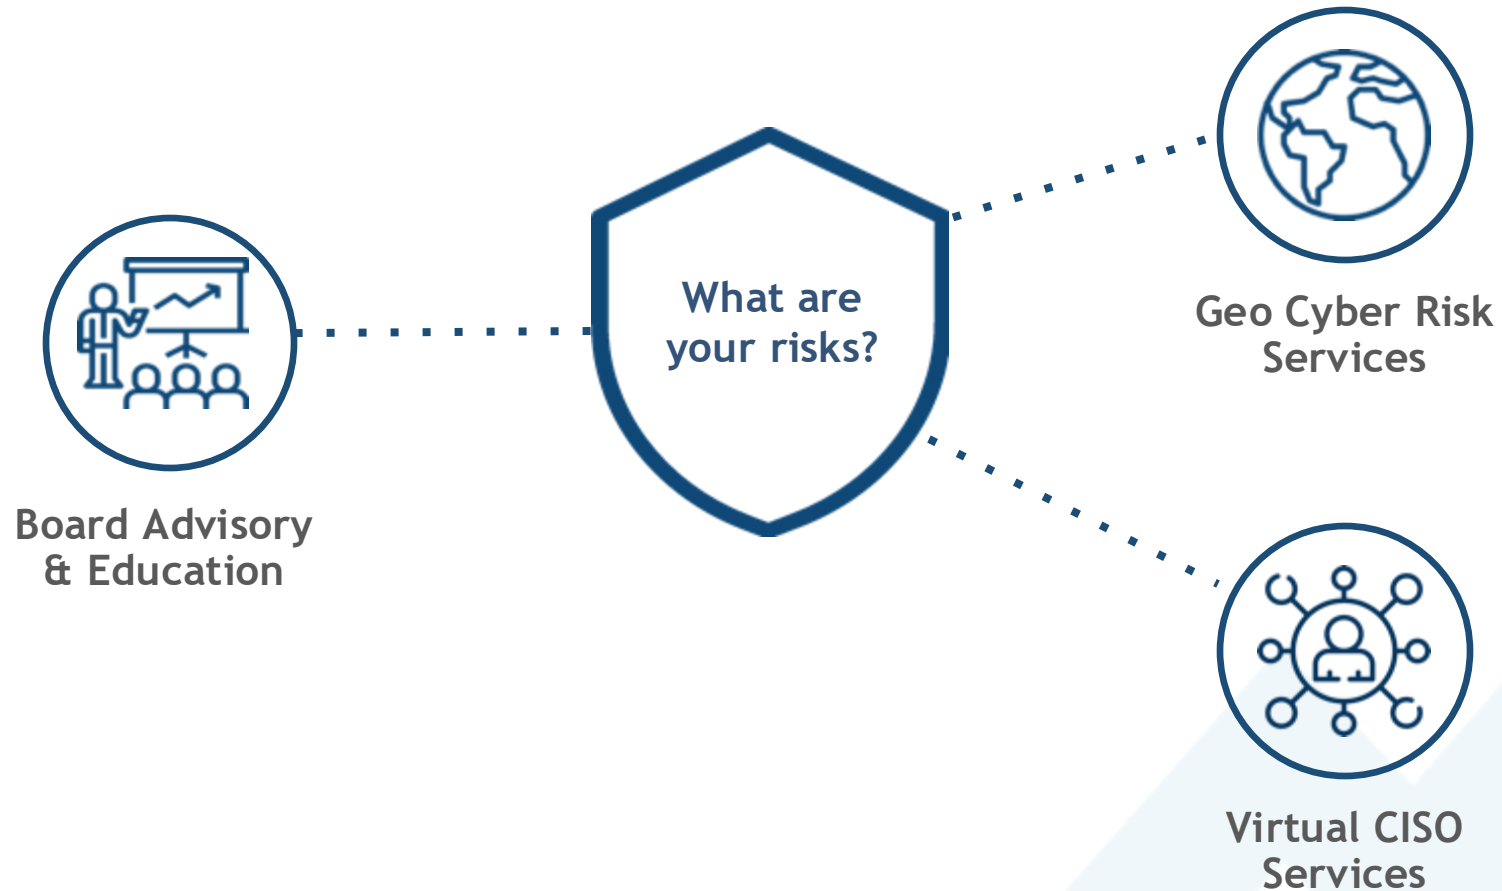 What are
your risks?
Geo Cyber Risk
Services
Board Advisory
& Education
Virtual CISO
Services